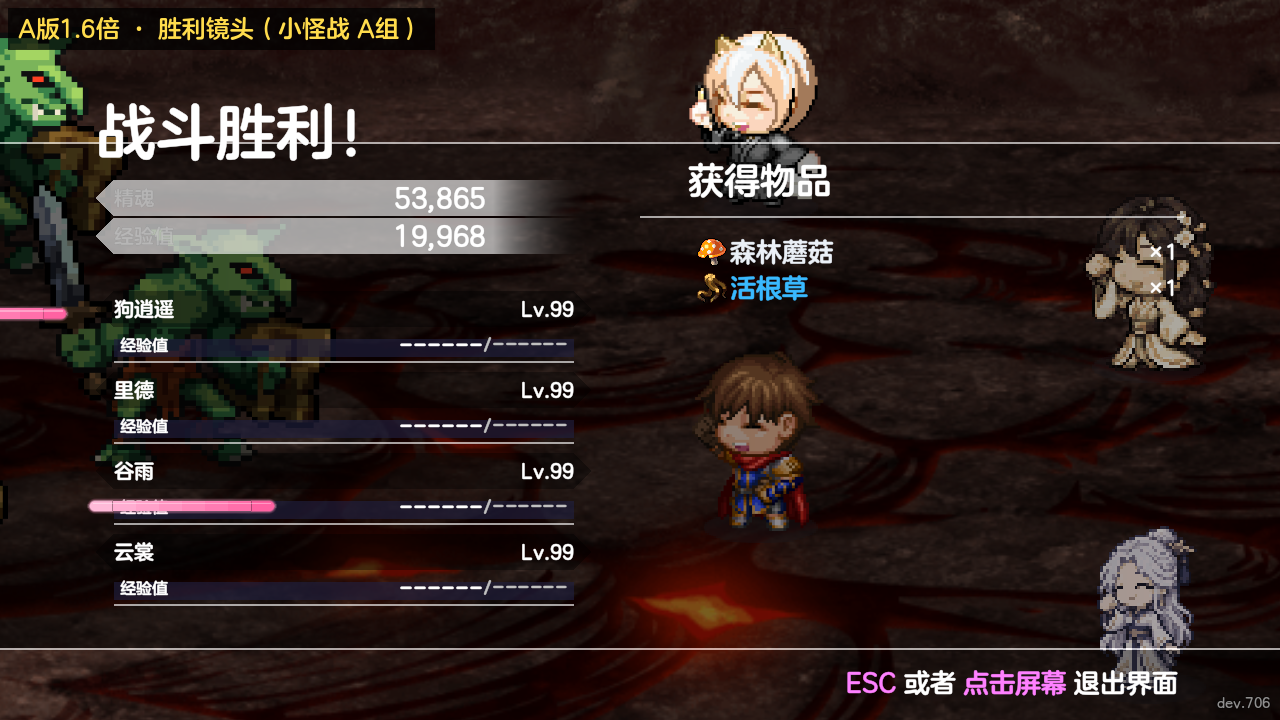 A版1.6倍 · 胜利镜头（小怪战 A组）
战斗胜利！
精魂 53,865
经验值 19,968
狗逍遥 Lv.99
经验值 ------/------
里德 Lv.99
经验值 ------/------
谷雨 Lv.99
经验值 ------/------
云裳 Lv.99
经验值 ------/------
获得物品
森林蘑菇 ×1
活根草 ×1
ESC 或者 点击屏幕 退出界面
dev.706